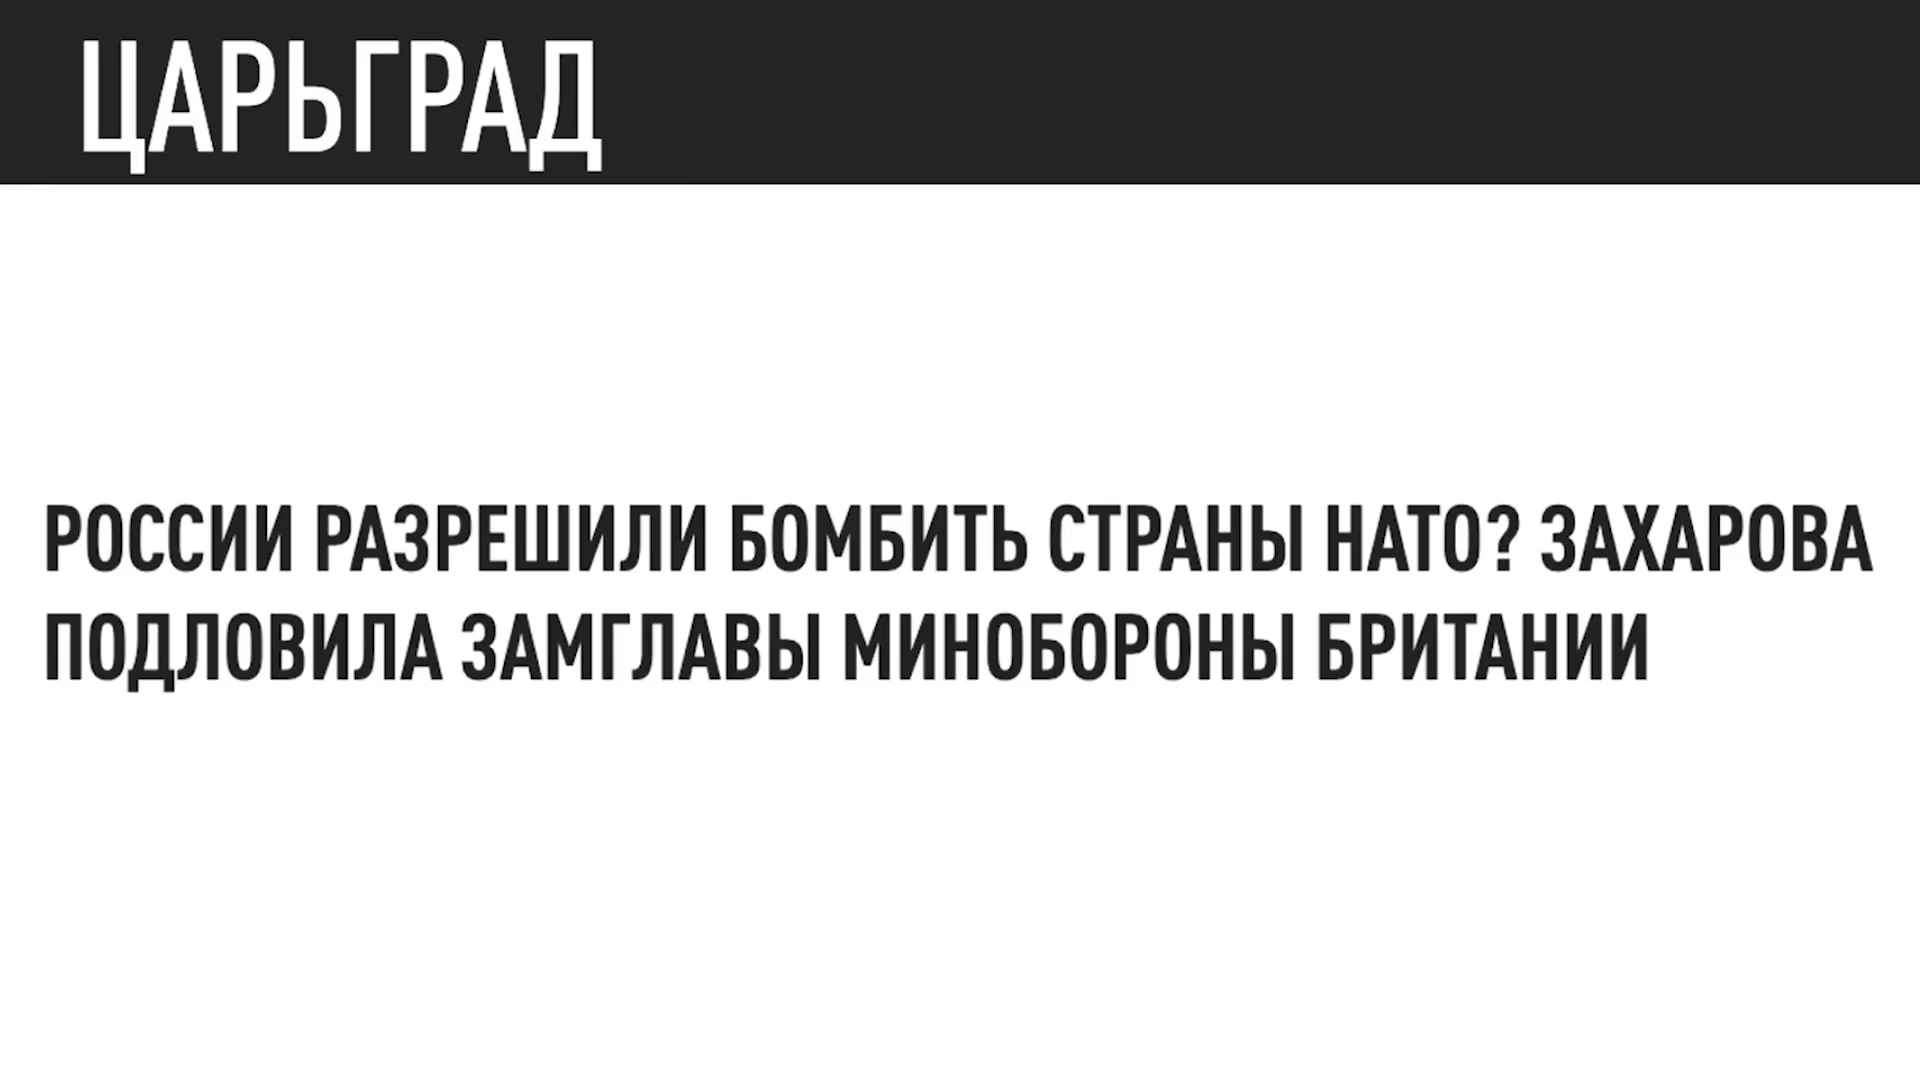 ЦАРЬГРАД
РОССИИ РАЗРЕШИЛИ БОМБИТЬ СТРАНЫ НАТО? ЗАХАРОВА
ПОДЛОВИЛА ЗАМГЛАВЫ МИНОБОРОНЫ БРИТАНИИ